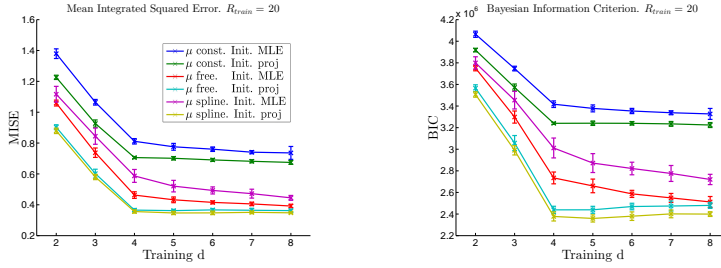 Mean Integrated Squared Error. R_train = 20
1.6
1.4
1.2
1
0.8
0.6
0.4
0.2
MISE
2 3 4 5 6 7 8
Training d
μ const. Init. MLE
μ const. Init. proj
μ free. Init. MLE
μ free. Init. proj
μ spline. Init. MLE
μ spline. Init. proj
Bayesian Information Criterion. R_train = 20
4.2 × 10^6
4
3.8
3.6
3.4
3.2
3
2.8
2.6
2.4
2.2
BIC
2 3 4 5 6 7 8
Training d